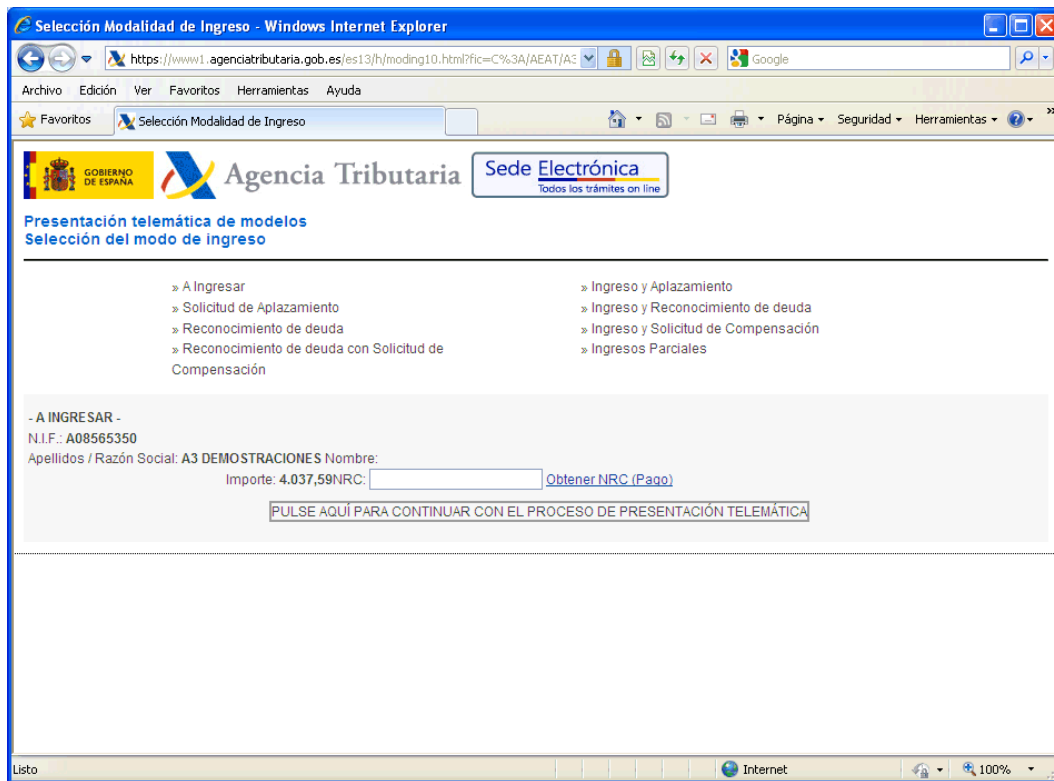 Selección Modalidad de Ingreso - Windows Internet Explorer
https://www1.agenciatributaria.gob.es/es13/h/moding10.html?fic=C%3A/AEAT/A3
Google
Archivo Edición Ver Favoritos Herramientas Ayuda
Favoritos Selección Modalidad de Ingreso Página Seguridad Herramientas »
GOBIERNO DE ESPAÑA
Agencia Tributaria
Sede Electrónica
Todos los trámites on line
Presentación telemática de modelos
Selección del modo de ingreso
» A Ingresar
» Solicitud de Aplazamiento
» Reconocimiento de deuda
» Reconocimiento de deuda con Solicitud de
Compensación
» Ingreso y Aplazamiento
» Ingreso y Reconocimiento de deuda
» Ingreso y Solicitud de Compensación
» Ingresos Parciales
- A INGRESAR -
N.I.F.: A08565350
Apellidos / Razón Social: A3 DEMOSTRACIONES Nombre:
Importe: 4.037,59NRC: Obtener NRC (Pago)
PULSE AQUÍ PARA CONTINUAR CON EL PROCESO DE PRESENTACIÓN TELEMÁTICA
Listo Internet 100%